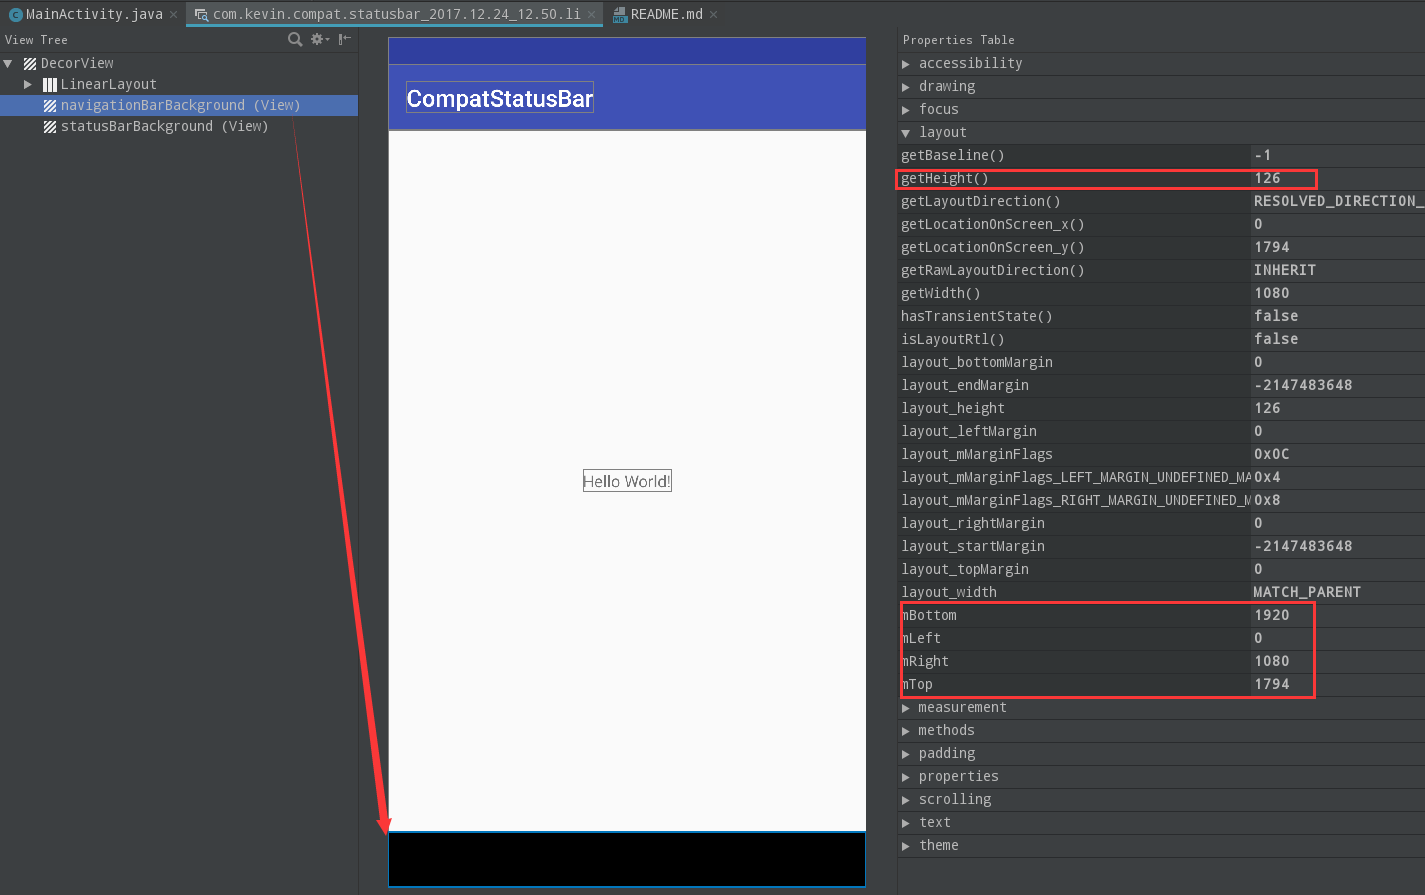 MainActivity.java
com.kevin.compat.statusbar_2017.12.24_12.50.li
README.md
View Tree
DecorView
LinearLayout
navigationBarBackground (View)
statusBarBackground (View)
CompatStatusBar
Hello World!
Properties Table
accessibility
drawing
focus
layout
getBaseline() -1
getHeight() 126
getLayoutDirection() RESOLVED_DIRECTION_
getLocationOnScreen_x() 0
getLocationOnScreen_y() 1794
getRawLayoutDirection() INHERIT
getWidth() 1080
hasTransientState() false
isLayoutRtl() false
layout_bottomMargin 0
layout_endMargin -2147483648
layout_height 126
layout_leftMargin 0
layout_mMarginFlags 0x0C
layout_mMarginFlags_LEFT_MARGIN_UNDEFINED_MA 0x4
layout_mMarginFlags_RIGHT_MARGIN_UNDEFINED_M 0x8
layout_rightMargin 0
layout_startMargin -2147483648
layout_topMargin 0
layout_width MATCH_PARENT
mBottom 1920
mLeft 0
mRight 1080
mTop 1794
measurement
methods
padding
properties
scrolling
text
theme